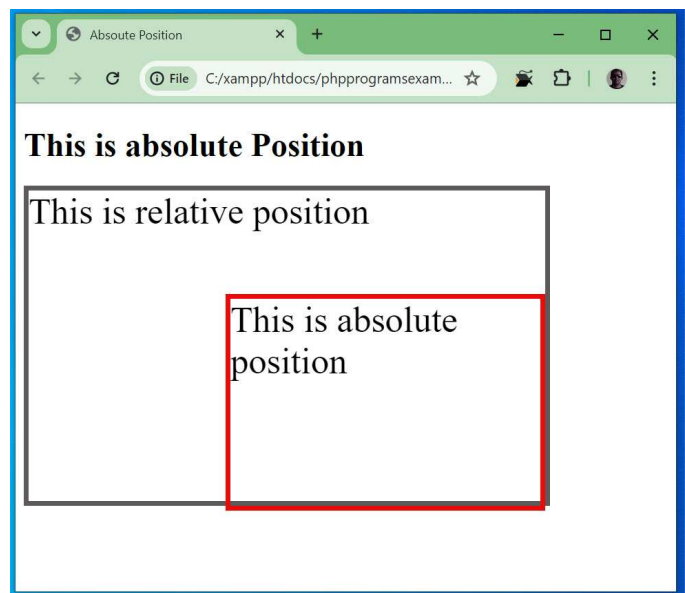 Absoute Position
File C:/xampp/htdocs/phpprogramsexam...
This is absolute Position
This is relative position
This is absolute
position